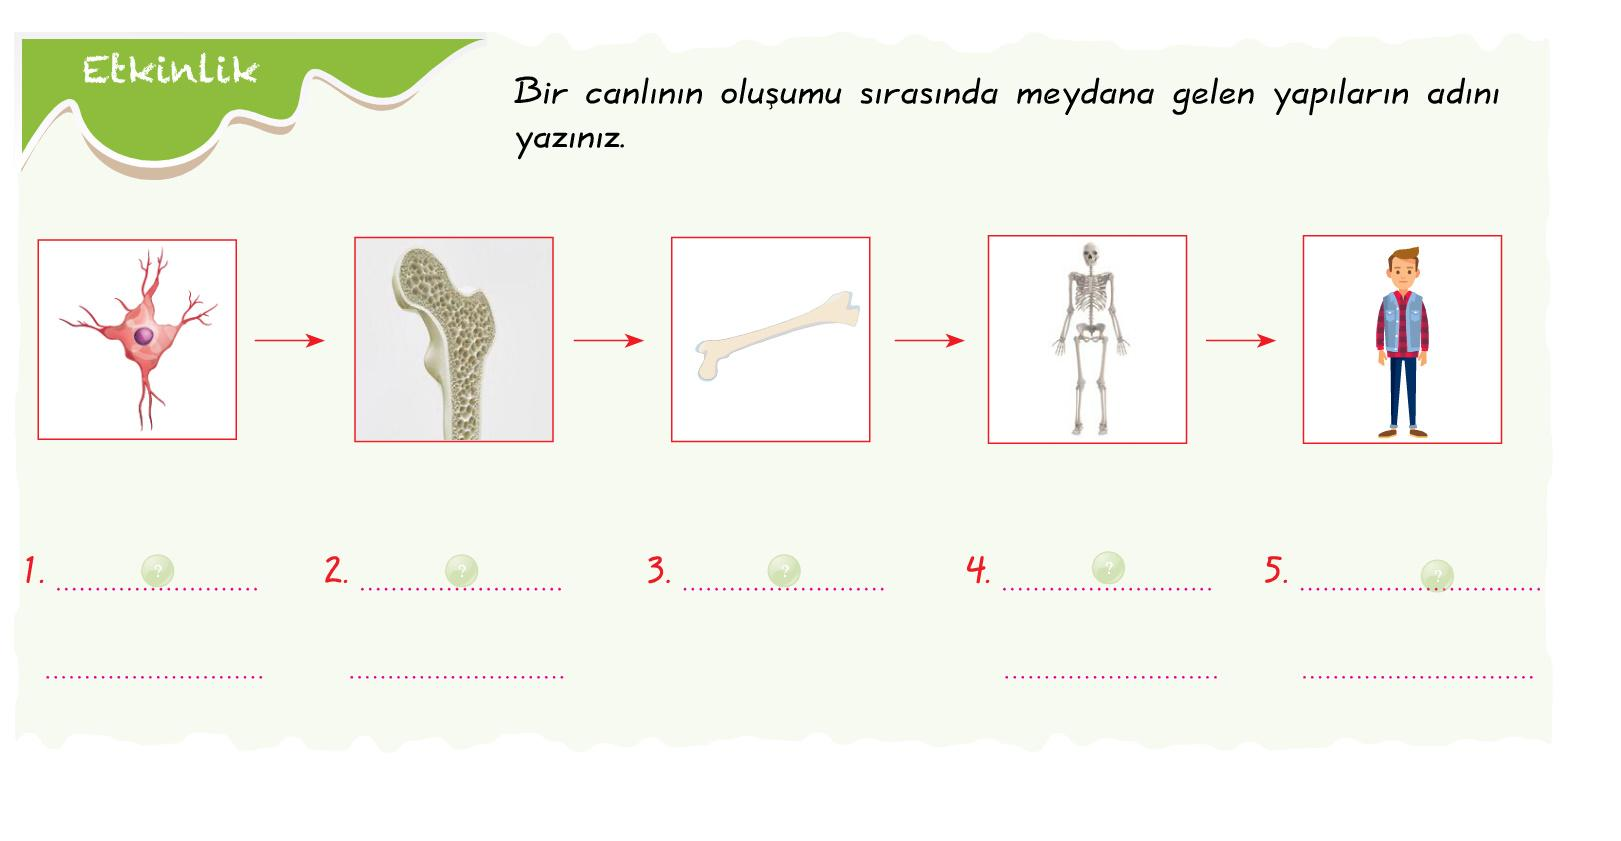 Etkinlik
Bir canlının oluşumu sırasında meydana gelen yapıların adını
yazınız.
1. .......................... ? 2. .......................... ? 3. .......................... ? 4. .......................... ? 5. .............................. ?
........................... ........................... ........................... .............................